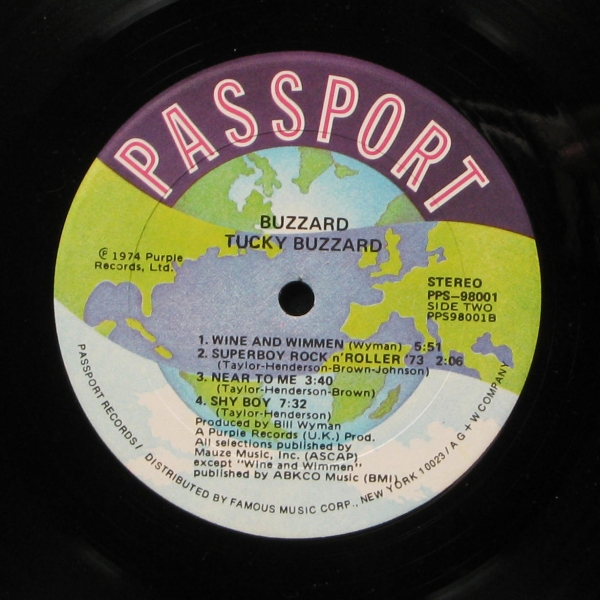 PASSPORT
BUZZARD
TUCKY BUZZARD
℗ 1974 Purple
Records, Ltd.
STEREO
PPS-98001
SIDE TWO
PPS98001B
1. WINE AND WIMMEN (Wyman) 5:51
2. SUPERBOY ROCK n' ROLLER '73 2:06
(Taylor-Henderson-Brown-Johnson)
3. NEAR TO ME 3:40
(Taylor-Henderson-Brown)
4. SHY BOY 7:32
(Taylor-Henderson)
Produced by Bill Wyman
A Purple Records (U.K.) Prod.
All selections published by
Mauze Music, Inc. (ASCAP)
except "Wine and Wimmen"
published by ABKCO Music (BMI)
PASSPORT RECORDS / DISTRIBUTED BY FAMOUS MUSIC CORP., NEW YORK 10023 / A G + W COMPANY